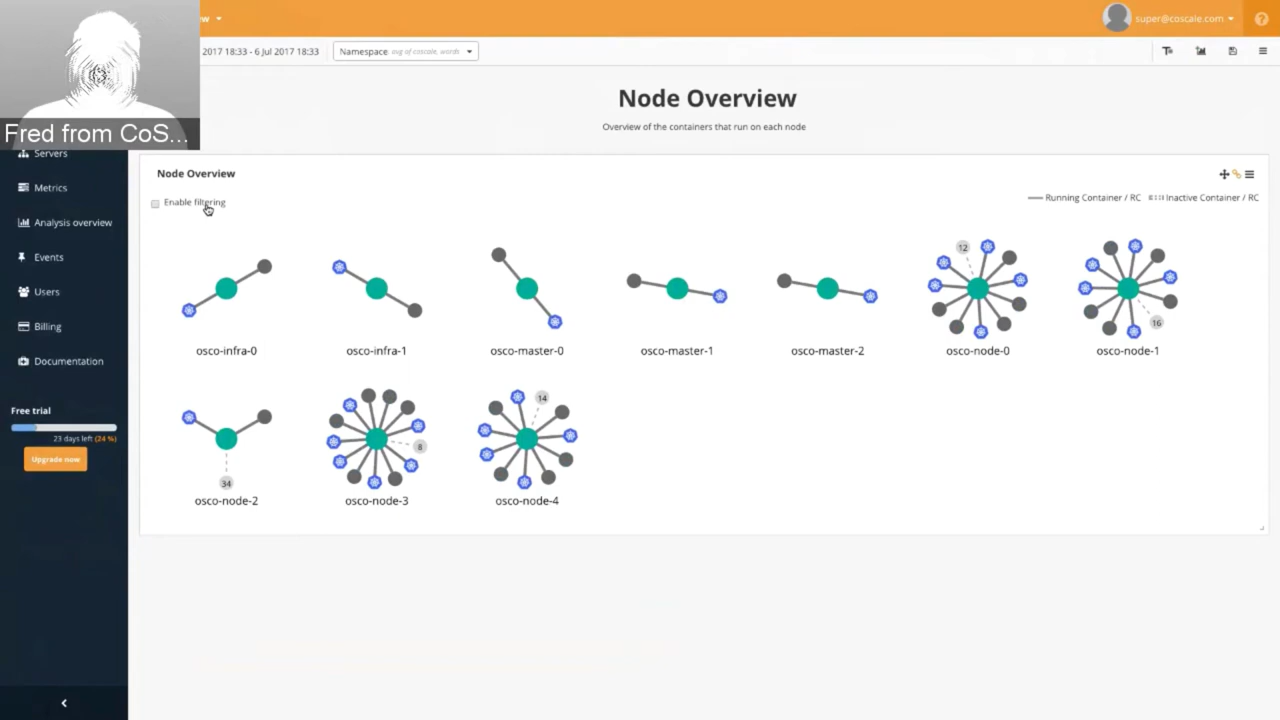 w
super@coscale.com
?
2017 18:33 - 6 Jul 2017 18:33
Namespace avg of coscale, words
Fred from CoS...
Node Overview
Overview of the containers that run on each node
Servers
Metrics
Analysis overview
Events
Users
Billing
Documentation
Free trial
23 days left (24 %)
Upgrade now
Node Overview
Enable filtering
Running Container / RC
Inactive Container / RC
12
16
osco-infra-0
osco-infra-1
osco-master-0
osco-master-1
osco-master-2
osco-node-0
osco-node-1
14
8
34
osco-node-2
osco-node-3
osco-node-4